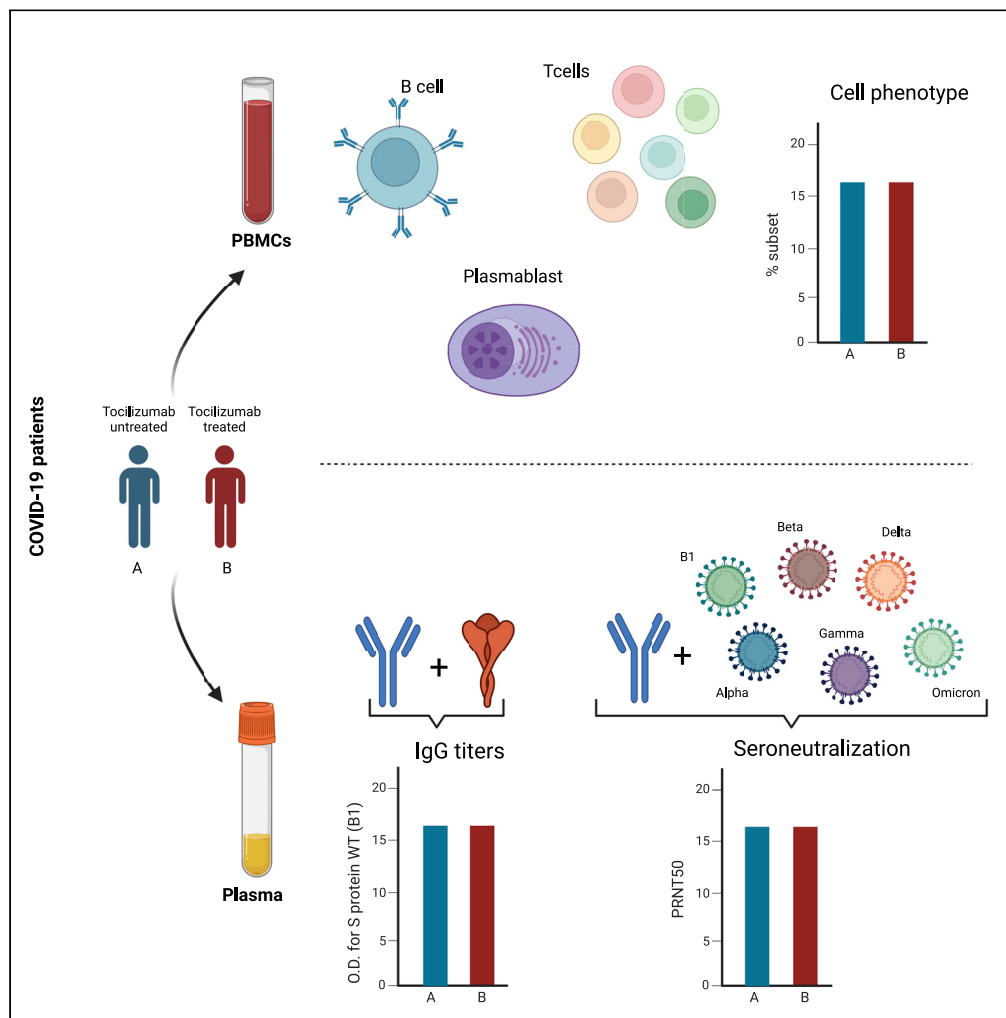 B cell
Tcells
PBMCs
Plasmablast
Cell phenotype
% subset
20
15
10
5
0
A
B
COVID-19 patients
Tocilizumab
untreated
Tocilizumab
treated
A
B
Plasma
B1
Beta
Delta
Alpha
Gamma
Omicron
+
+
IgG titers
O.D. for S protein WT (B1)
20
15
10
5
0
A
B
Seroneutralization
PRNT50
20
15
10
5
0
A
B